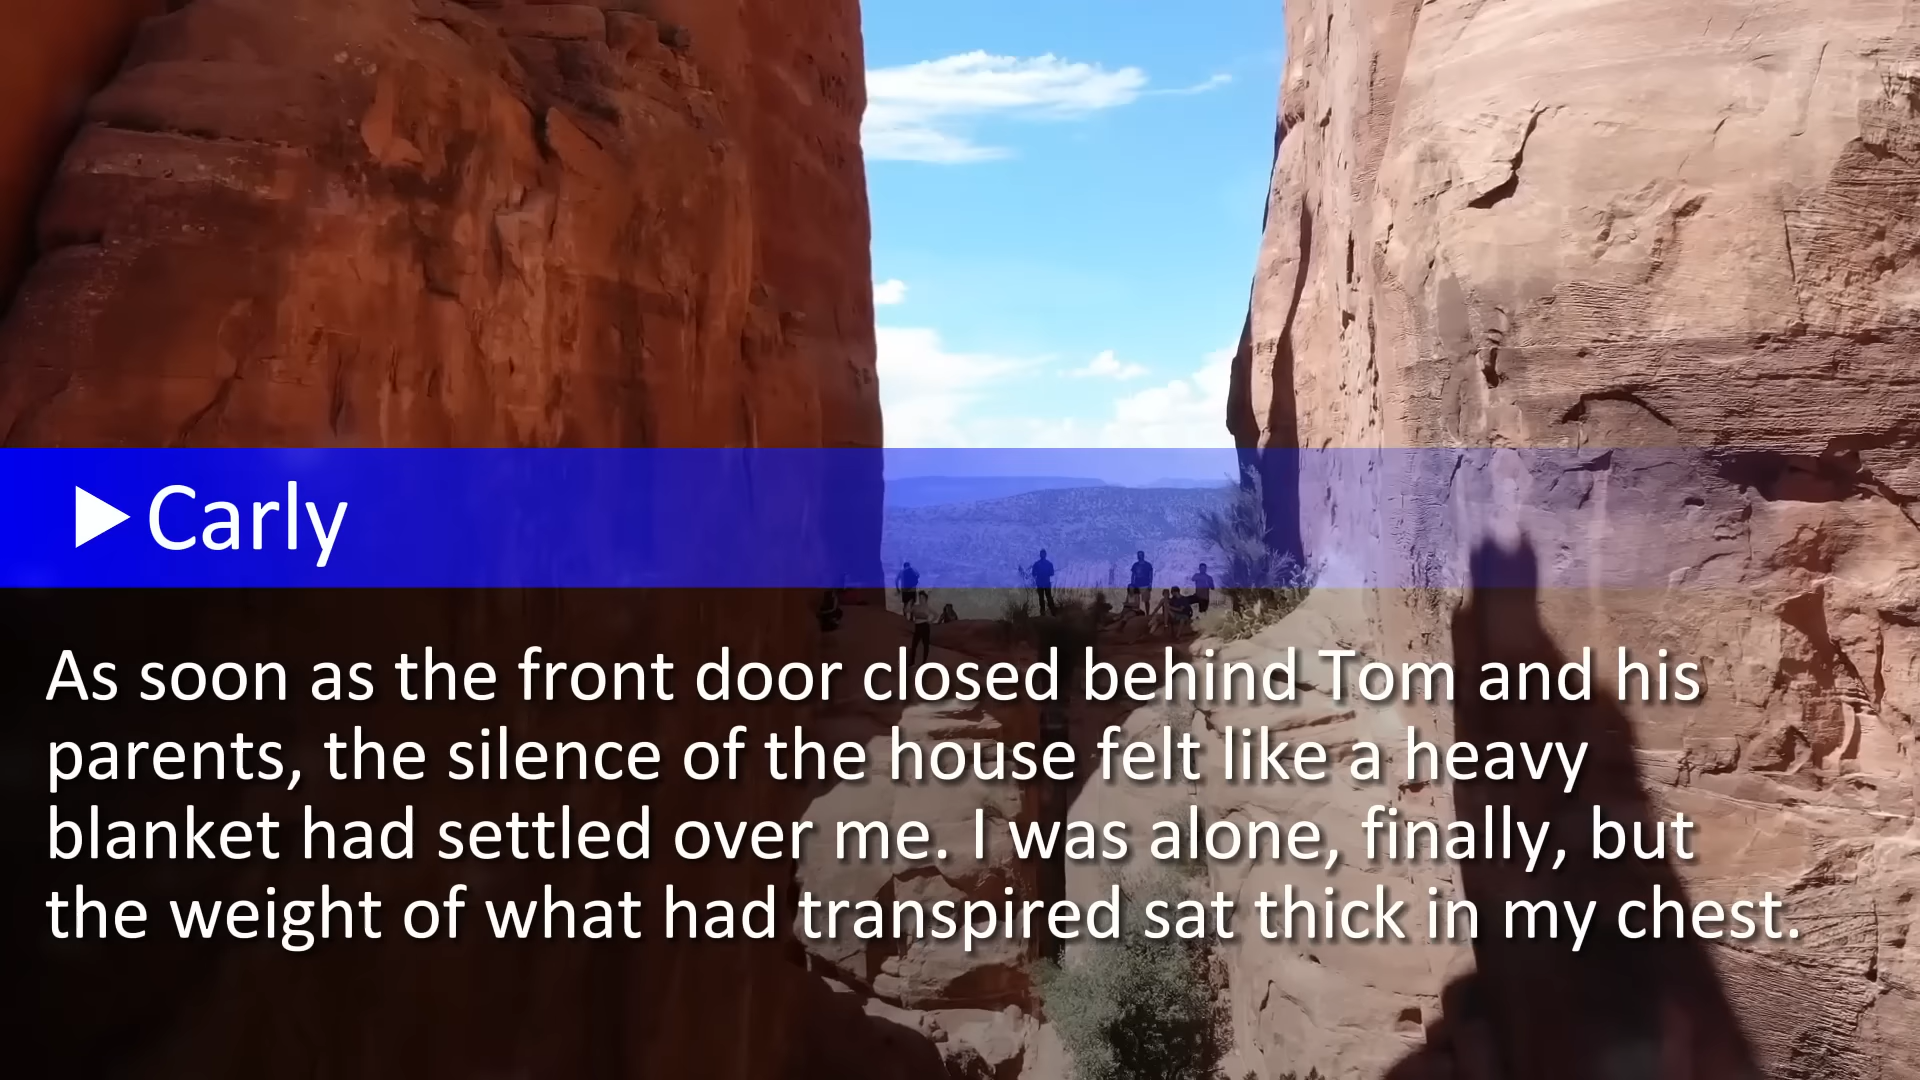 Carly
As soon as the front door closed behind Tom and his
parents, the silence of the house felt like a heavy
blanket had settled over me. I was alone, finally, but
the weight of what had transpired sat thick in my chest.